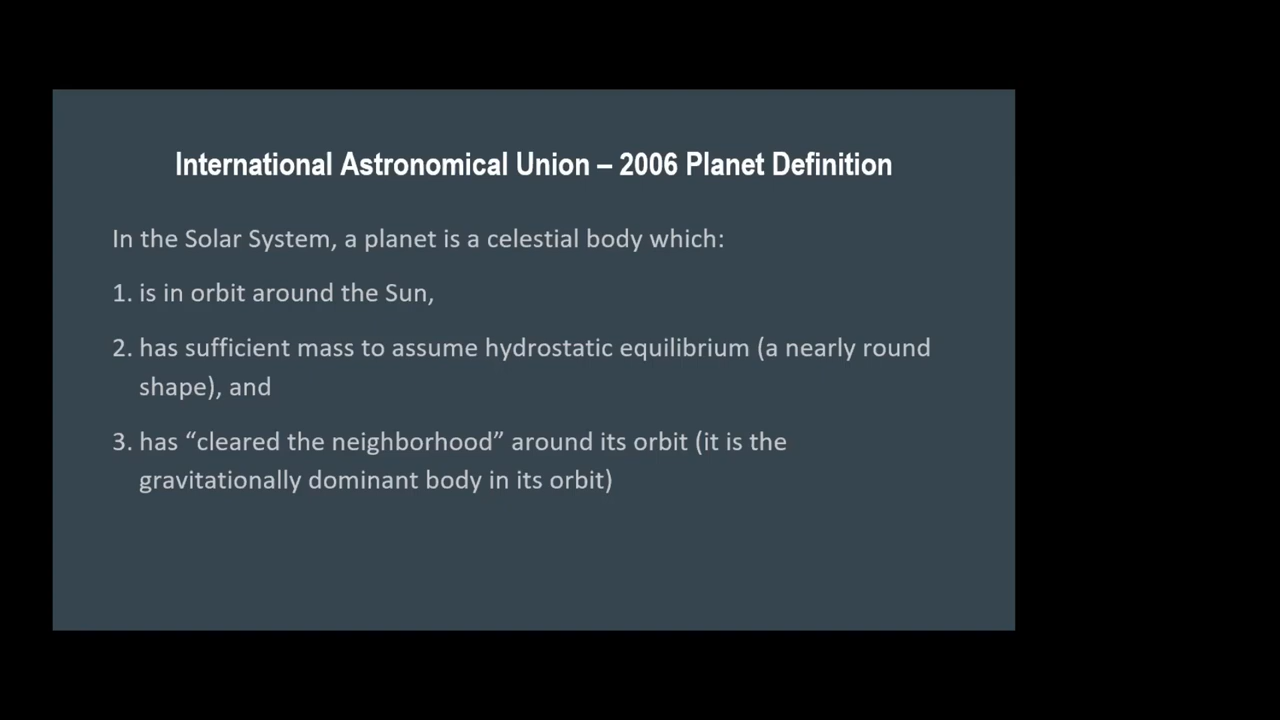 International Astronomical Union – 2006 Planet Definition
In the Solar System, a planet is a celestial body which:
1. is in orbit around the Sun,
2. has sufficient mass to assume hydrostatic equilibrium (a nearly round
shape), and
3. has “cleared the neighborhood” around its orbit (it is the
gravitationally dominant body in its orbit)